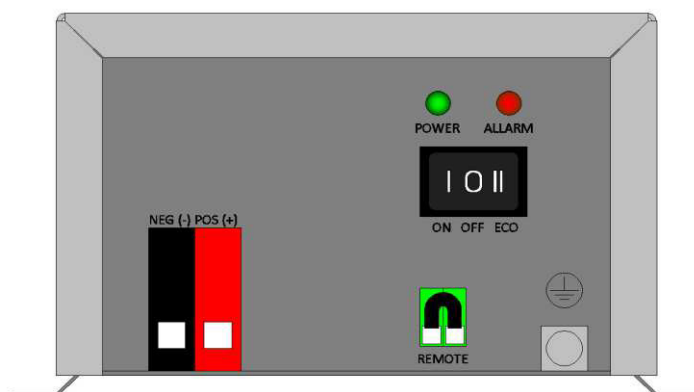 POWER ALLARM
I O II
ON OFF ECO
NEG (-) POS (+)
REMOTE